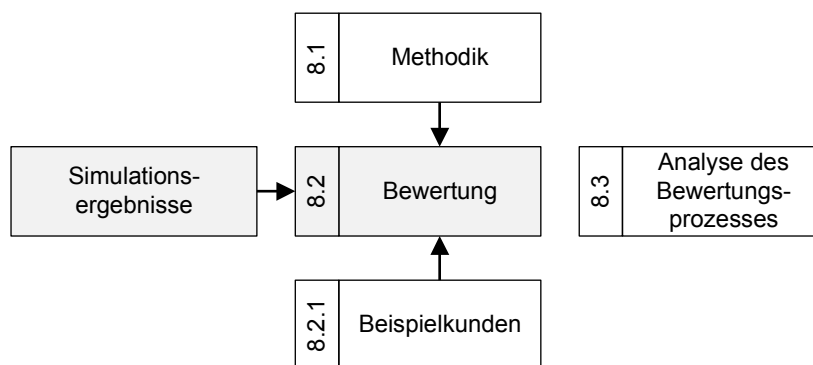 8.1
Methodik
Simulations-
ergebnisse
8.2
Bewertung
8.3
Analyse des
Bewertungs-
prozesses
8.2.1
Beispielkunden